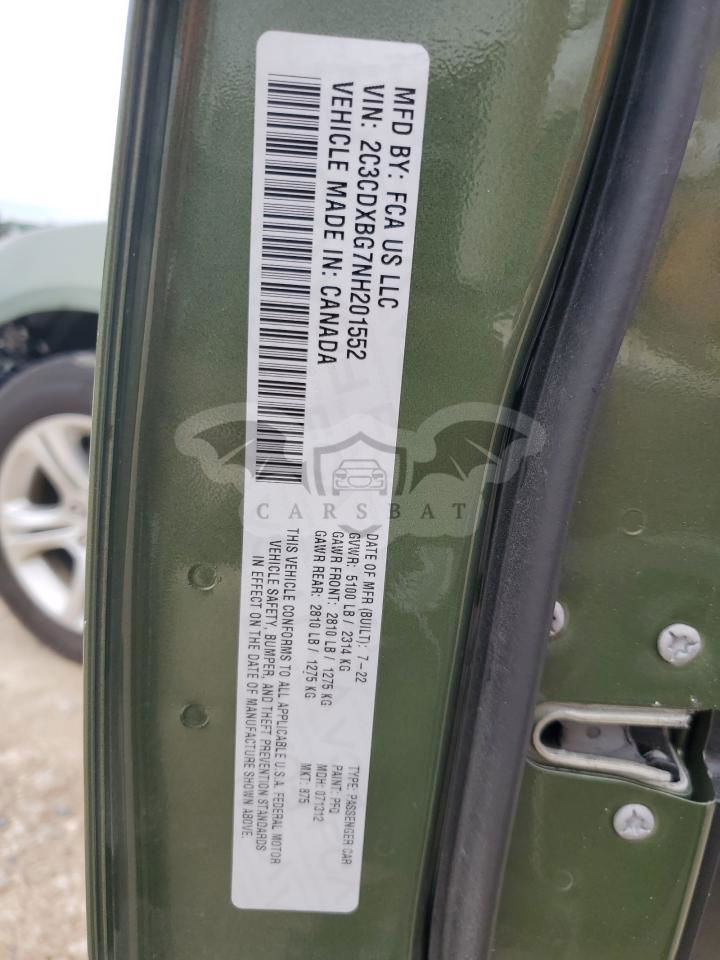 MFD BY: FCA US LLC
VIN: 2C3CDXBG7NH201552
VEHICLE MADE IN: CANADA
DATE OF MFR (BUILT): 7-22
GVWR: 5100 LB / 2314 KG
GAWR FRONT: 2810 LB / 1275 KG
GAWR REAR: 2810 LB / 1275 KG
THIS VEHICLE CONFORMS TO ALL APPLICABLE U.S.A. FEDERAL MOTOR
VEHICLE SAFETY, BUMPER, AND THEFT PREVENTION STANDARDS
IN EFFECT ON THE DATE OF MANUFACTURE SHOWN ABOVE.
TYPE: PASSENGER CAR
PAINT: PFQ
MDH: 071312
MKT: 875
CARSBAT